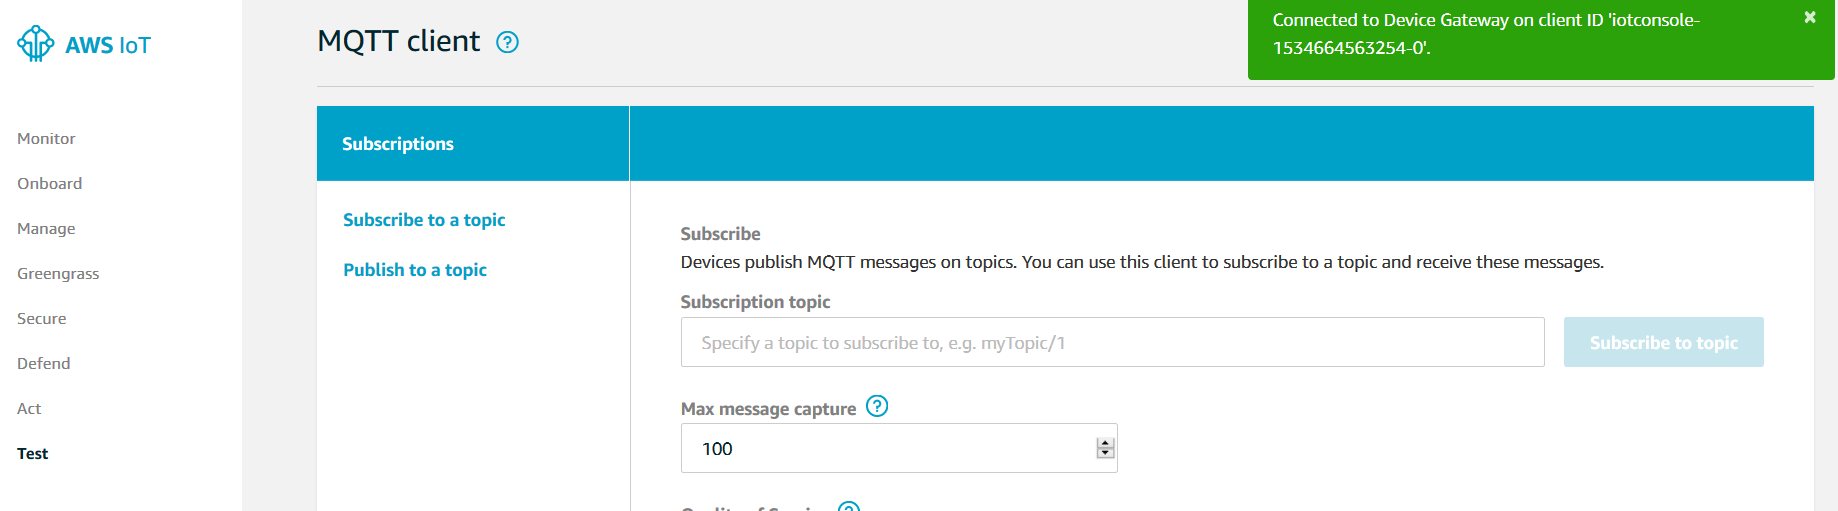 AWS IoT
Monitor
Onboard
Manage
Greengrass
Secure
Defend
Act
Test
MQTT client ?
Connected to Device Gateway on client ID 'iotconsole-
1534664563254-0'.
×
Subscriptions
Subscribe to a topic
Publish to a topic
Subscribe
Devices publish MQTT messages on topics. You can use this client to subscribe to a topic and receive these messages.
Subscription topic
Specify a topic to subscribe to, e.g. myTopic/1
Subscribe to topic
Max message capture ?
100
Quality of Service ?